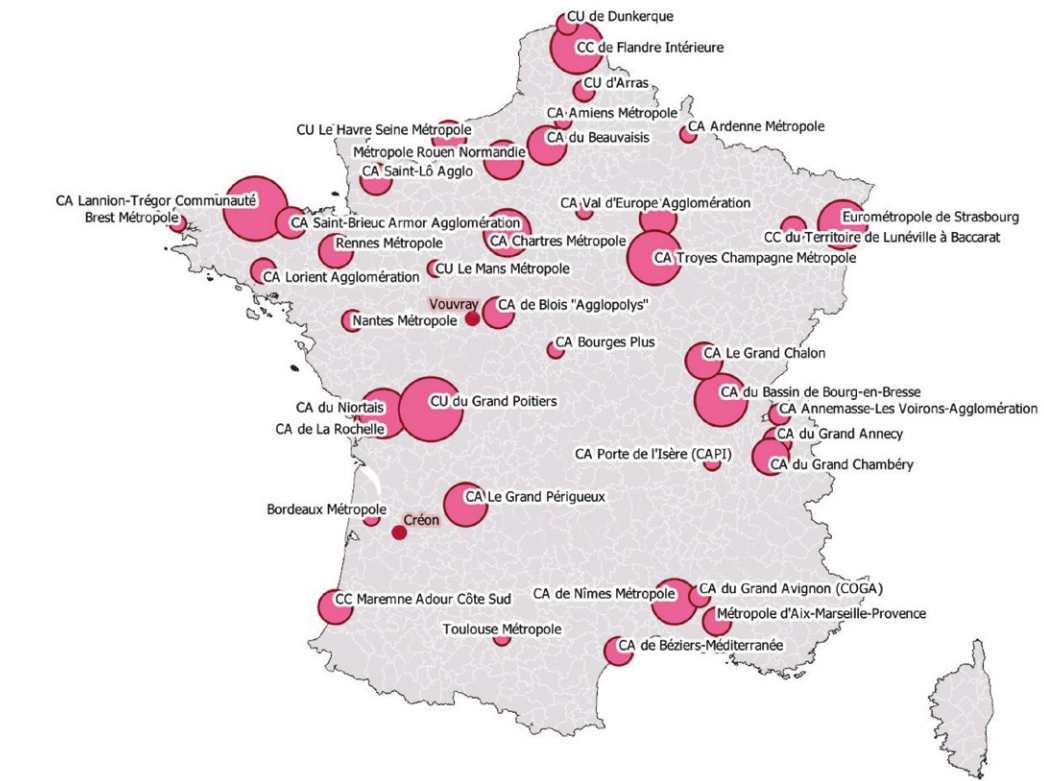 CU de Dunkerque
CC de Flandre Intérieure
CU d'Arras
CA Amiens Métropole
CA Ardenne Métropole
CU Le Havre Seine Métropole
CA du Beauvaisis
Métropole Rouen Normandie
CA Saint-Lô Agglo
CA Lannion-Trégor Communauté
CA Val d'Europe Agglomération
Brest Métropole
CA Saint-Brieuc Armor Agglomération
Eurométropole de Strasbourg
Rennes Métropole
CA Chartres Métropole
CC du Territoire de Lunéville à Baccarat
CA Troyes Champagne Métropole
CA Lorient Agglomération
CU Le Mans Métropole
Vouvray
CA de Blois "Agglopolys"
Nantes Métropole
CA Bourges Plus
CA Le Grand Chalon
CA du Bassin de Bourg-en-Bresse
CU du Grand Poitiers
CA du Niortais
CA Annemasse-Les Voirons-Agglomération
CA de La Rochelle
CA du Grand Annecy
CA Porte de l'Isère (CAPI)
CA du Grand Chambéry
CA Le Grand Périgueux
Bordeaux Métropole
Créon
CA de Nîmes Métropole
CA du Grand Avignon (COGA)
CC Maremne Adour Côte Sud
Métropole d'Aix-Marseille-Provence
Toulouse Métropole
CA de Béziers-Méditerranée